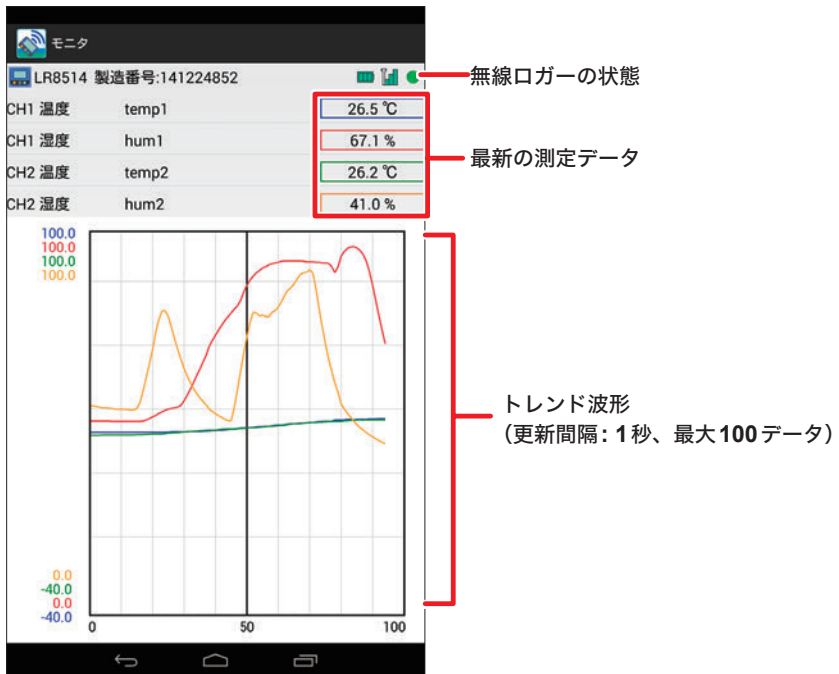 モニタ
LR8514 製造番号:141224852
無線ロガーの状態
CH1 温度 temp1 26.5 ℃
CH1 湿度 hum1 67.1 %
CH2 温度 temp2 26.2 ℃
CH2 湿度 hum2 41.0 %
最新の測定データ
100.0
100.0
100.0
100.0
トレンド波形
（更新間隔：1秒、最大100データ）
0.0
-40.0
0.0
-40.0
0 50 100